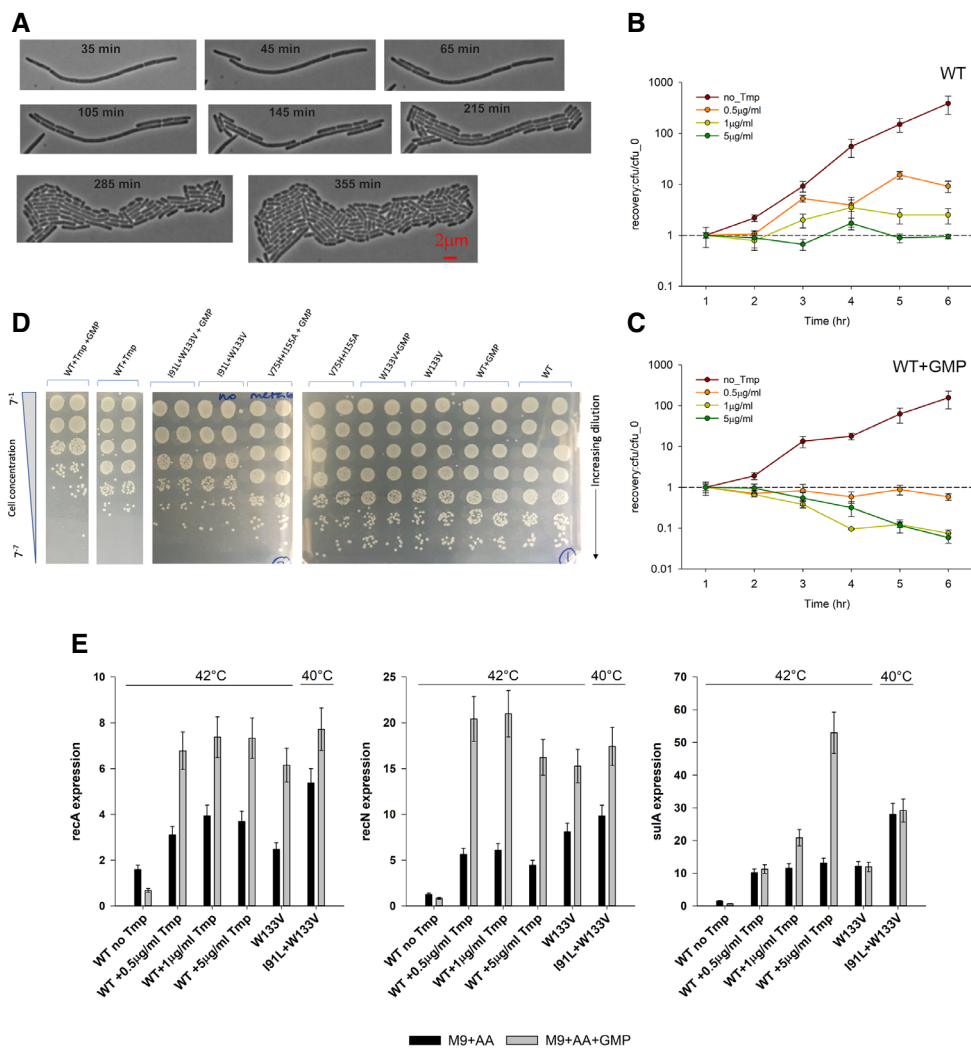 A
35 min
45 min
65 min
105 min
145 min
215 min
285 min
355 min
2µm
B
WT
no_Tmp
0.5µg/ml
1µg/ml
5µg/ml
recovery:cfu/cfu_0
1000
100
10
1
0.1
1 2 3 4 5 6
Time (hr)
C
WT+GMP
no_Tmp
0.5µg/ml
1µg/ml
5µg/ml
recovery:cfu/cfu_0
1000
100
10
1
0.1
0.01
1 2 3 4 5 6
Time (hr)
D
WT+Tmp +GMP
WT+Tmp
I91L+W133V + GMP
I91L+W133V
V75H+I155A + GMP
V75H+I155A
W133V+GMP
W133V
WT+GMP
WT
7-1
Cell concentration
7-7
no
Increasing dilution
1
E
42°C 40°C
recA expression
10
8
6
4
2
0
WT no Tmp
WT +0.5µg/ml Tmp
WT+1µg/ml Tmp
WT +5µg/ml Tmp
W133V
I91L+W133V
42°C 40°C
recN expression
25
20
15
10
5
0
WT no Tmp
WT +0.5µg/ml Tmp
WT+1µg/ml Tmp
WT +5µg/ml Tmp
W133V
I91L+W133V
42°C 40°C
sulA expression
70
60
50
40
30
20
10
0
WT no Tmp
WT +0.5µg/ml Tmp
WT+1µg/ml Tmp
WT +5µg/ml Tmp
W133V
I91L+W133V
M9+AA M9+AA+GMP